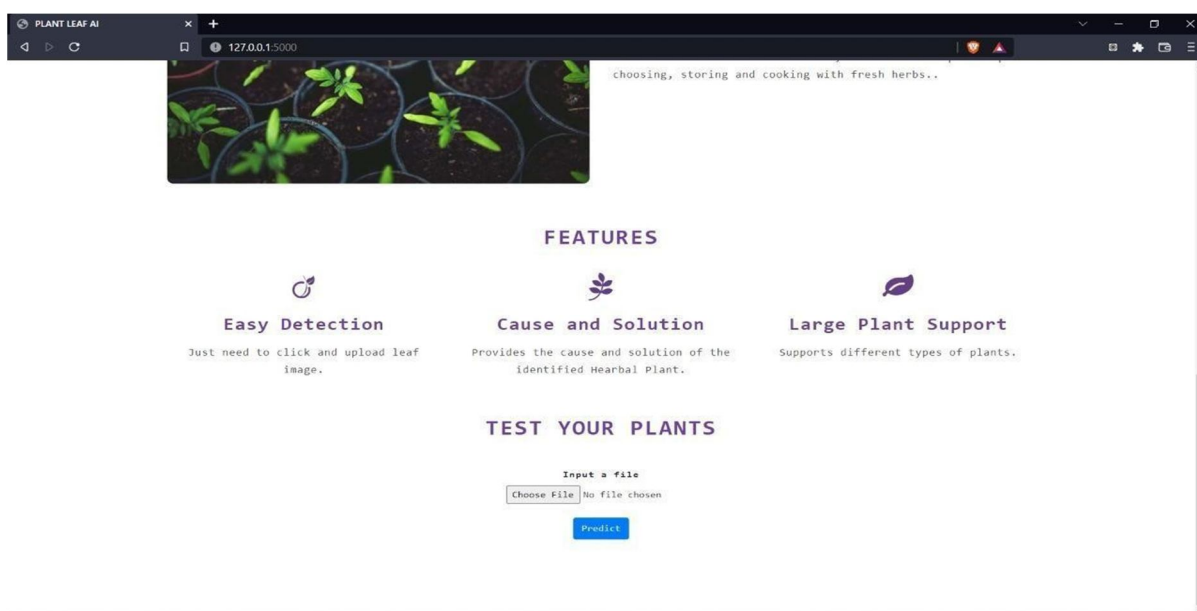 PLANT LEAF AI
127.0.0.1:5000
choosing, storing and cooking with fresh herbs..
FEATURES
Easy Detection
Just need to click and upload leaf
image.
Cause and Solution
Provides the cause and solution of the
identified Hearbal Plant.
Large Plant Support
Supports different types of plants.
TEST YOUR PLANTS
Input a file
Choose File No file chosen
Predict